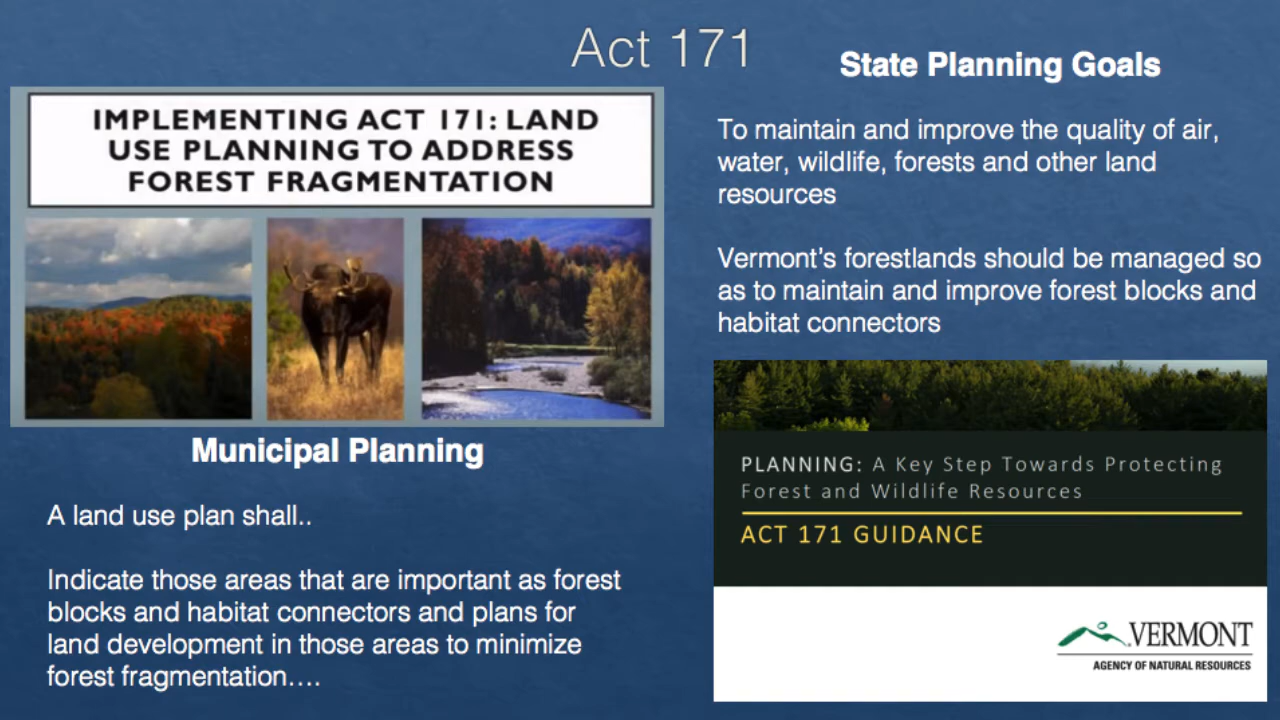 Act 171
IMPLEMENTING ACT 171: LAND
USE PLANNING TO ADDRESS
FOREST FRAGMENTATION
Municipal Planning
A land use plan shall..
Indicate those areas that are important as forest
blocks and habitat connectors and plans for
land development in those areas to minimize
forest fragmentation....
State Planning Goals
To maintain and improve the quality of air,
water, wildlife, forests and other land
resources
Vermont's forestlands should be managed so
as to maintain and improve forest blocks and
habitat connectors
PLANNING: A Key Step Towards Protecting
Forest and Wildlife Resources
ACT 171 GUIDANCE
VERMONT
AGENCY OF NATURAL RESOURCES